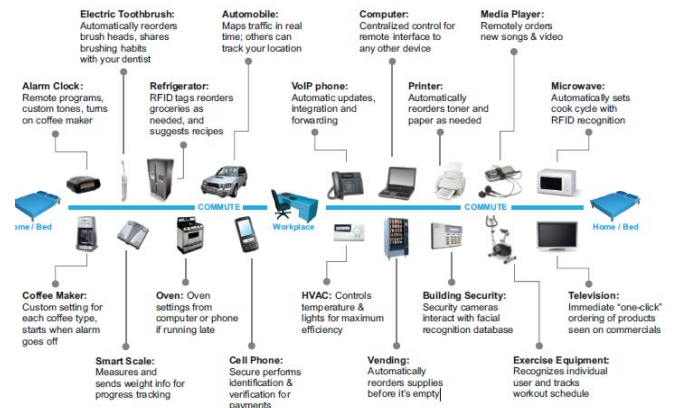 Electric Toothbrush:
Automatically reorders
brush heads, shares
brushing habits
with your dentist
Automobile:
Maps traffic in real
time; others can
track your location
Computer:
Centralized control for
remote interface to
any other device
Media Player:
Remotely orders
new songs & video
Alarm Clock:
Remote programs,
custom tones, turns
on coffee maker
Refrigerator:
RFID tags reorders
groceries as
needed, and
suggests recipes
VoIP phone:
Automatic updates,
integration and
forwarding
Printer:
Automatically
reorders toner and
paper as needed
Microwave:
Automatically sets
cook cycle with
RFID recognition
COMMUTE
COMMUTE
ome / Bed
Workplace
Home / Bed
Coffee Maker:
Custom setting for
each coffee type,
starts when alarm
goes off
Oven: Oven
settings from
computer or phone
if running late
HVAC: Controls
temperature &
lights for maximum
efficiency
Building Security:
Security cameras
interact with facial
recognition database
Television:
Immediate “one-click”
ordering of products
seen on commercials
Smart Scale:
Measures and
sends weight info for
progress tracking
Cell Phone:
Secure performs
identification &
verification for
payments
Vending:
Automatically
reorders supplies
before it's empty
Exercise Equipment:
Recognizes individual
user and tracks
workout schedule